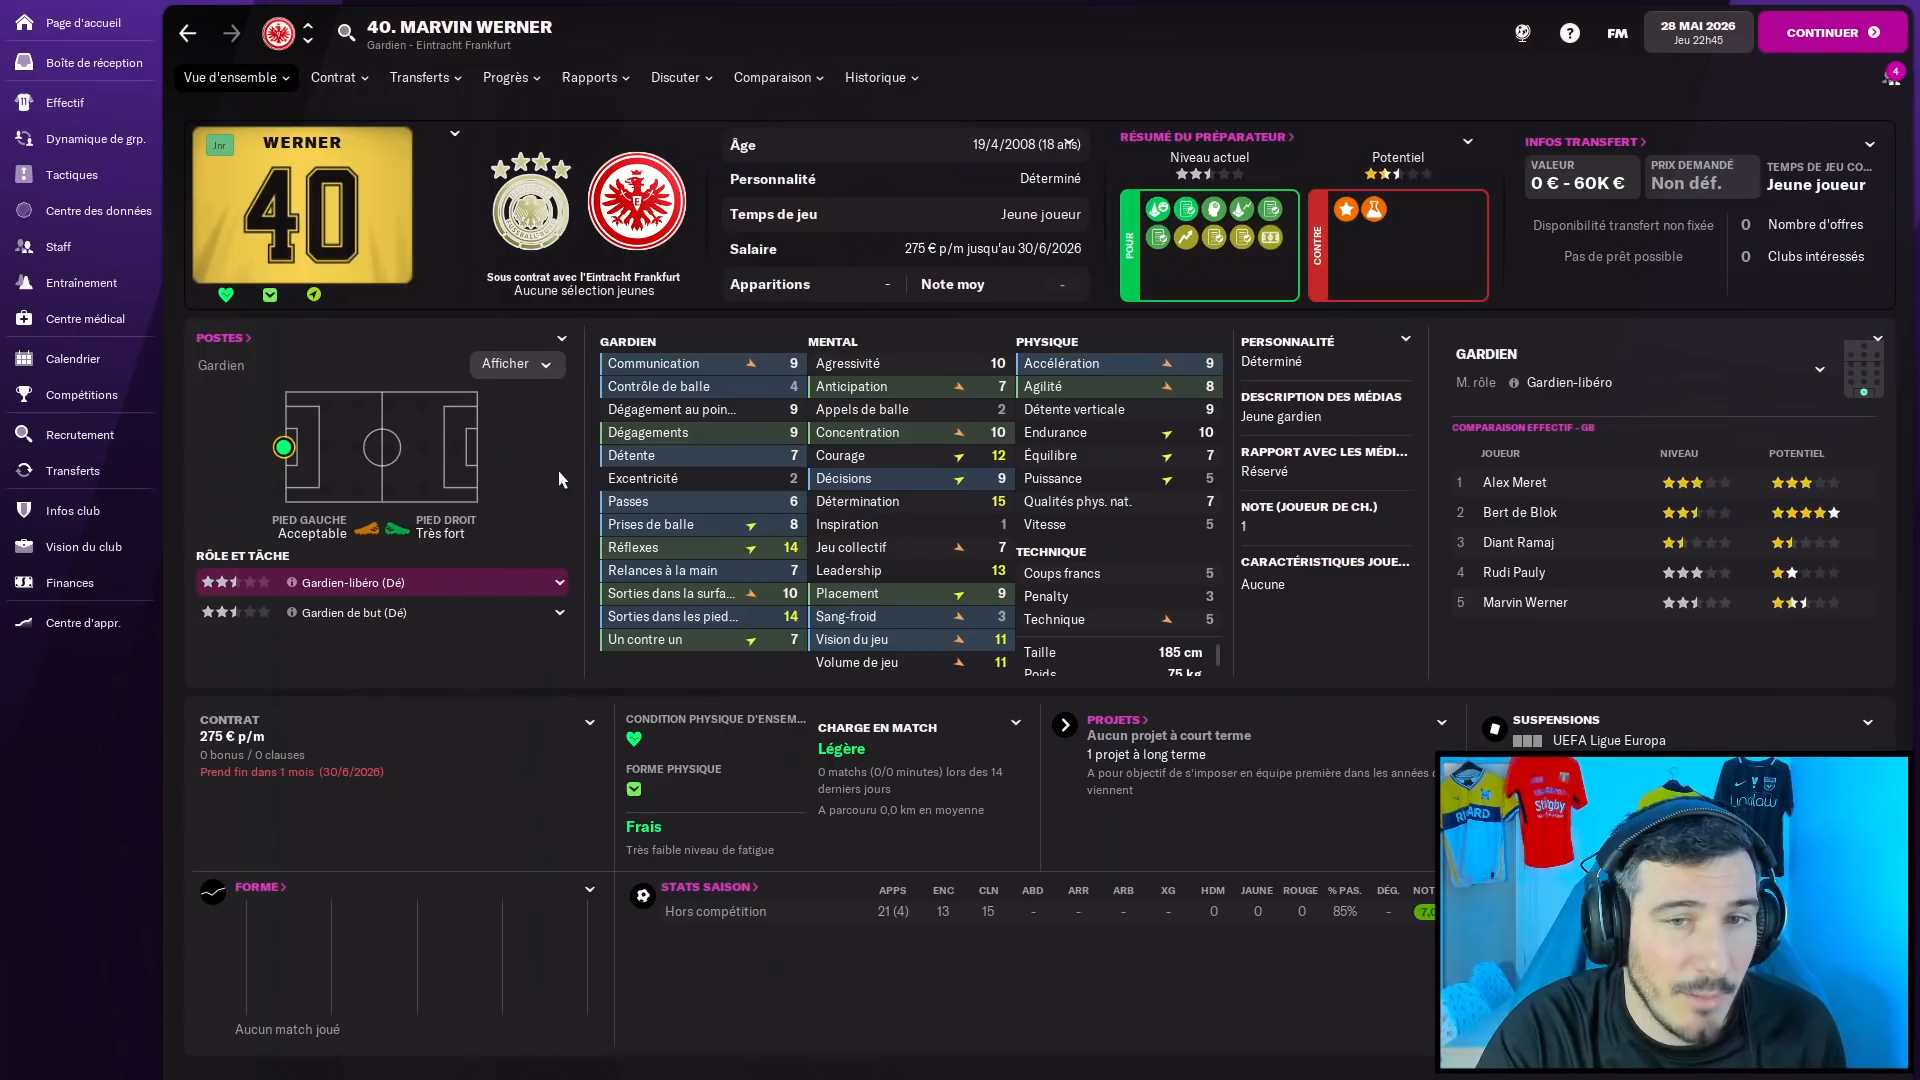 Page d'accueil
Boîte de réception
Effectif
Dynamique de grp.
Tactiques
Centre des données
Staff
Entraînement
Centre médical
Calendrier
Compétitions
Recrutement
Transferts
Infos club
Vision du club
Finances
Centre d'appr.
40. MARVIN WERNER
Gardien - Eintracht Frankfurt
FM
28 MAI 2026
Jeu 22h45
CONTINUER
4
Vue d'ensemble
Contrat
Transferts
Progrès
Rapports
Discuter
Comparaison
Historique
Jnr
WERNER
40
Sous contrat avec l'Eintracht Frankfurt
Aucune sélection jeunes
Âge 19/4/2008 (18 ans)
Personnalité Déterminé
Temps de jeu Jeune joueur
Salaire 275 € p/m jusqu'au 30/6/2026
Apparitions - Note moy -
RÉSUMÉ DU PRÉPARATEUR >
Niveau actuel
Potentiel
POUR
CONTRE
INFOS TRANSFERT >
VALEUR
0 € - 60K €
PRIX DEMANDÉ
Non déf.
TEMPS DE JEU CO...
Jeune joueur
Disponibilité transfert non fixée
Pas de prêt possible
0 Nombre d'offres
0 Clubs intéressés
POSTES >
Gardien
Afficher
PIED GAUCHE
Acceptable
PIED DROIT
Très fort
RÔLE ET TÂCHE
Gardien-libéro (Dé)
Gardien de but (Dé)
GARDIEN
Communication 9
Contrôle de balle 4
Dégagement au poin... 9
Dégagements 9
Détente 7
Excentricité 2
Passes 6
Prises de balle 8
Réflexes 14
Relances à la main 7
Sorties dans la surfa... 10
Sorties dans les pied... 14
Un contre un 7
MENTAL
Agressivité 10
Anticipation 7
Appels de balle 2
Concentration 10
Courage 12
Décisions 9
Détermination 15
Inspiration 1
Jeu collectif 7
Leadership 13
Placement 9
Sang-froid 3
Vision du jeu 11
Volume de jeu 11
PHYSIQUE
Accélération 9
Agilité 8
Détente verticale 9
Endurance 10
Équilibre 7
Puissance 5
Qualités phys. nat. 7
Vitesse 5
TECHNIQUE
Coups francs 5
Penalty 3
Technique 5
Taille 185 cm
Poids 75 kg
PERSONNALITÉ
Déterminé
DESCRIPTION DES MÉDIAS
Jeune gardien
RAPPORT AVEC LES MÉDI...
Réservé
NOTE (JOUEUR DE CH.)
1
CARACTÉRISTIQUES JOUE...
Aucune
GARDIEN
M. rôle Gardien-libéro
COMPARAISON EFFECTIF - GB
JOUEUR NIVEAU POTENTIEL
1 Alex Meret
2 Bert de Blok
3 Diant Ramaj
4 Rudi Pauly
5 Marvin Werner
CONTRAT
275 € p/m
0 bonus / 0 clauses
Prend fin dans 1 mois (30/6/2026)
CONDITION PHYSIQUE D'ENSEM...
FORME PHYSIQUE
Frais
Très faible niveau de fatigue
CHARGE EN MATCH
Légère
0 matchs (0/0 minutes) lors des 14
derniers jours
A parcouru 0,0 km en moyenne
PROJETS >
Aucun projet à court terme
1 projet à long terme
A pour objectif de s'imposer en équipe première dans les années
viennent
SUSPENSIONS
UEFA Ligue Europa
FORME >
Aucun match joué
STATS SAISON >
APPS ENC CLN ABD ARR ARB XG HDM JAUNE ROUGE % PAS. DÉG. NOT
Hors compétition 21 (4) 13 15 - - - - 0 0 0 85% - 7,0